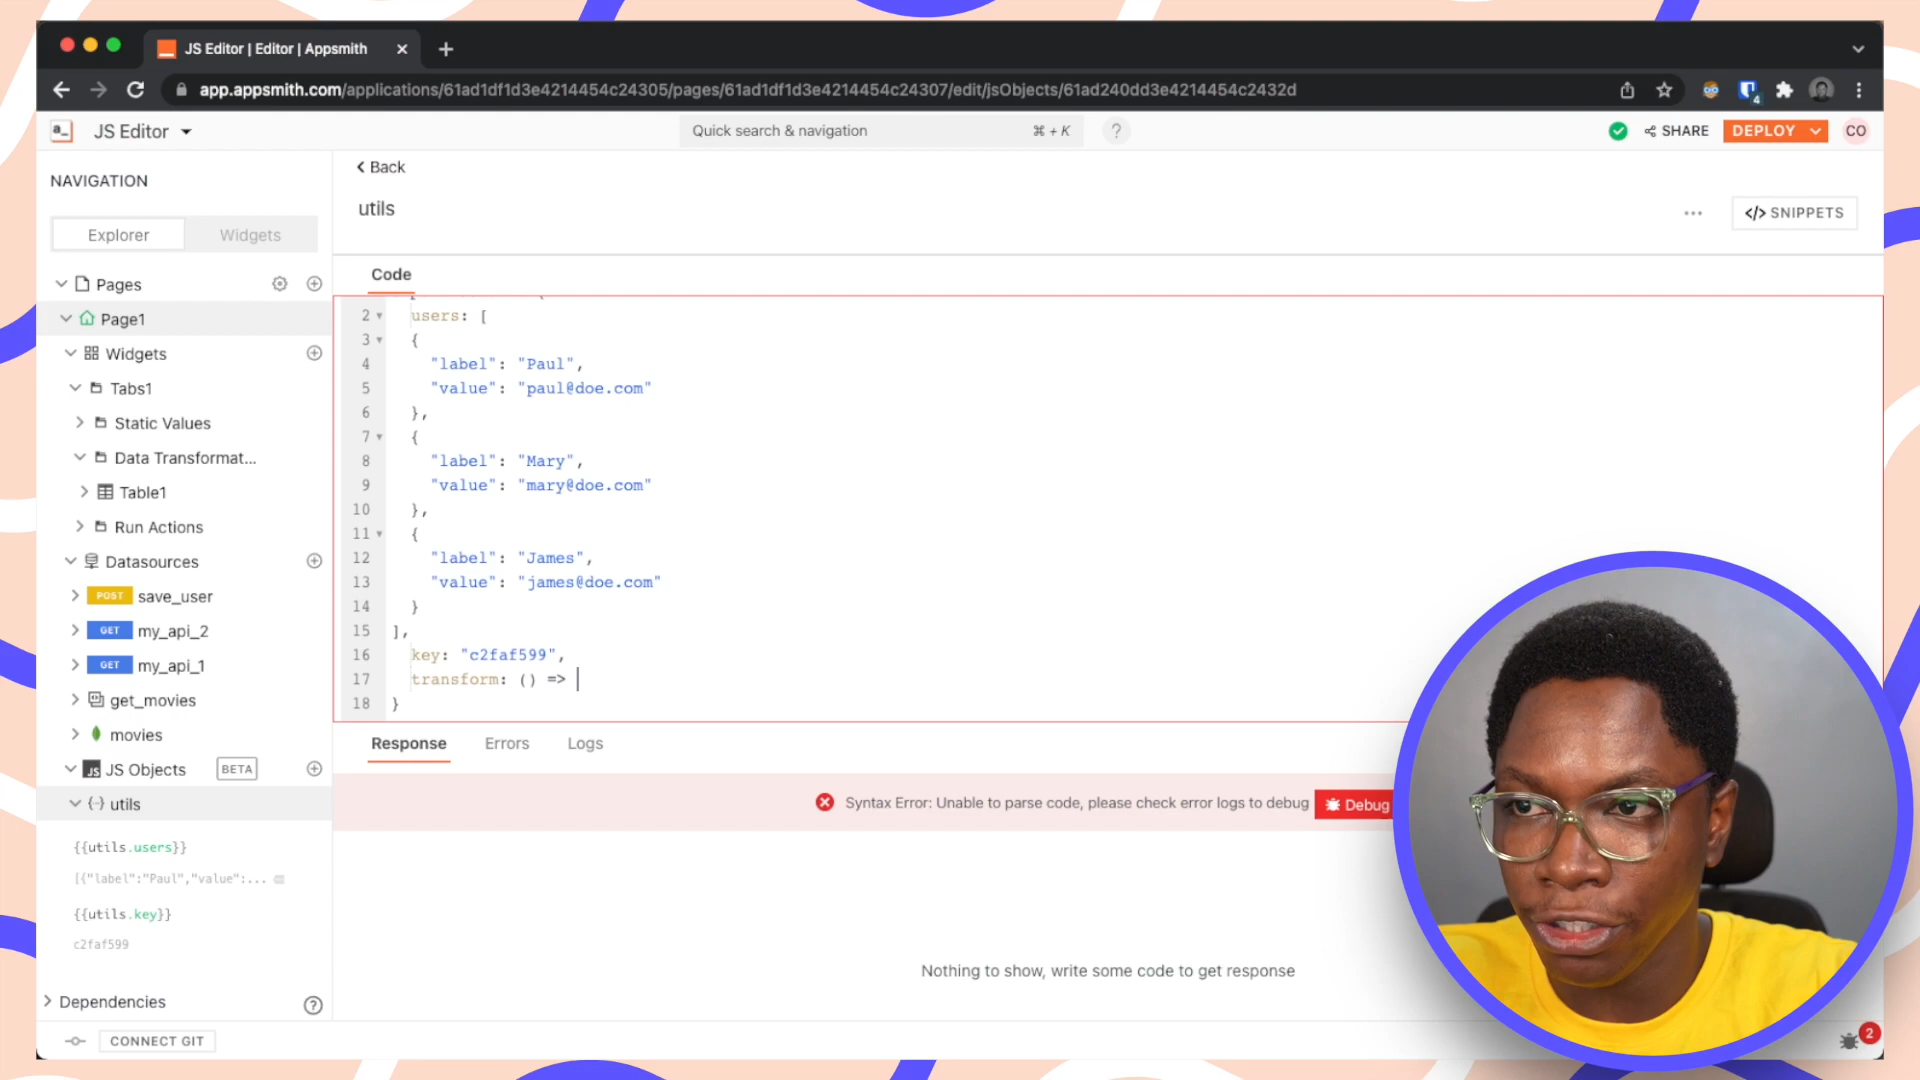 JS Editor | Editor | Appsmith
app.appsmith.com/applications/61ad1df1d3e4214454c24305/pages/61ad1df1d3e4214454c24307/edit/jsObjects/61ad240dd3e4214454c2432d
4
a_
JS Editor
Quick search & navigation
⌘ + K
?
SHARE
DEPLOY
CO
NAVIGATION
Explorer
Widgets
Pages
Page1
Widgets
Tabs1
Static Values
Data Transformat...
Table1
Run Actions
Datasources
POST save_user
GET my_api_2
GET my_api_1
get_movies
movies
JS JS Objects BETA
utils
{{utils.users}}
[{"label":"Paul","value":...
{{utils.key}}
c2faf599
Dependencies
?
CONNECT GIT
Back
utils
</> SNIPPETS
Code
2 users: [
3 {
4 "label": "Paul",
5 "value": "paul@doe.com"
6 },
7 {
8 "label": "Mary",
9 "value": "mary@doe.com"
10 },
11 {
12 "label": "James",
13 "value": "james@doe.com"
14 }
15 ],
16 key: "c2faf599",
17 transform: () =>
18 }
Response
Errors
Logs
Syntax Error: Unable to parse code, please check error logs to debug
Debug
Nothing to show, write some code to get response
2